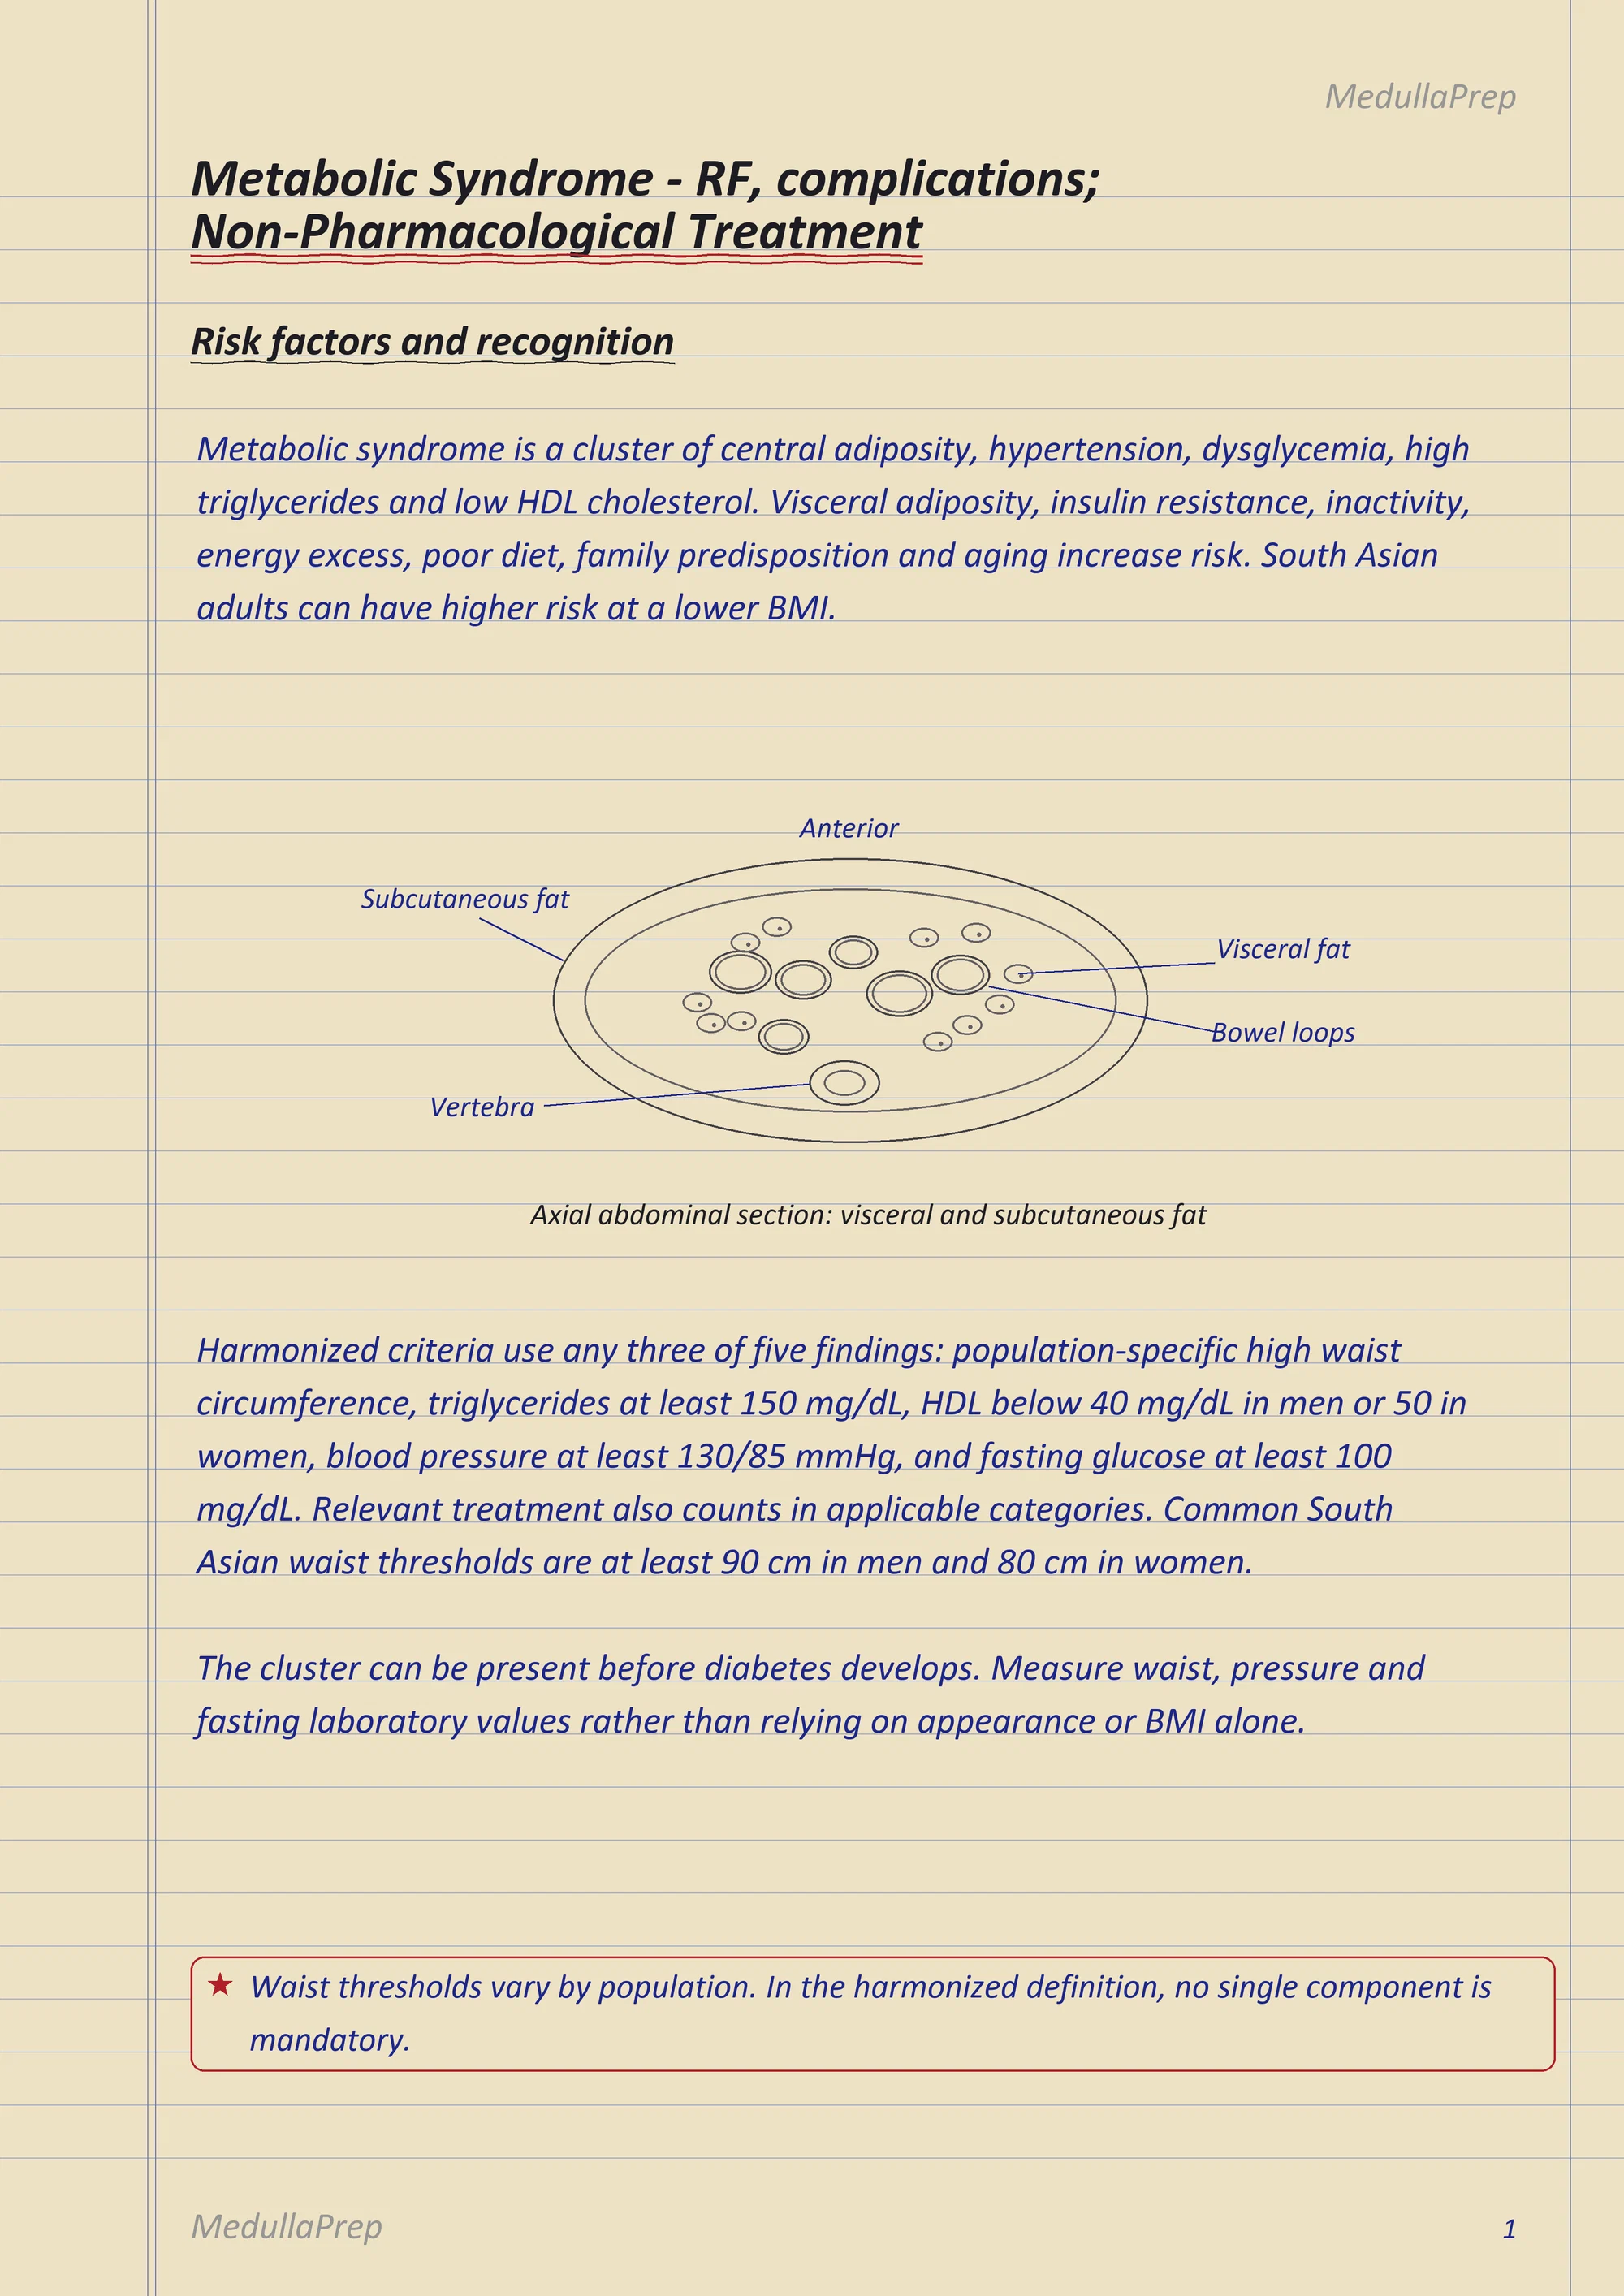 MedullaPrep
Metabolic Syndrome - RF, complications;
Non-Pharmacological Treatment
Risk factors and recognition
Metabolic syndrome is a cluster of central adiposity, hypertension, dysglycemia, high
triglycerides and low HDL cholesterol. Visceral adiposity, insulin resistance, inactivity,
energy excess, poor diet, family predisposition and aging increase risk. South Asian
adults can have higher risk at a lower BMI.
Anterior
Subcutaneous fat
Visceral fat
Bowel loops
Vertebra
Axial abdominal section: visceral and subcutaneous fat
Harmonized criteria use any three of five findings: population-specific high waist
circumference, triglycerides at least 150 mg/dL, HDL below 40 mg/dL in men or 50 in
women, blood pressure at least 130/85 mmHg, and fasting glucose at least 100
mg/dL. Relevant treatment also counts in applicable categories. Common South
Asian waist thresholds are at least 90 cm in men and 80 cm in women.
The cluster can be present before diabetes develops. Measure waist, pressure and
fasting laboratory values rather than relying on appearance or BMI alone.
★ Waist thresholds vary by population. In the harmonized definition, no single component is
mandatory.
MedullaPrep
1